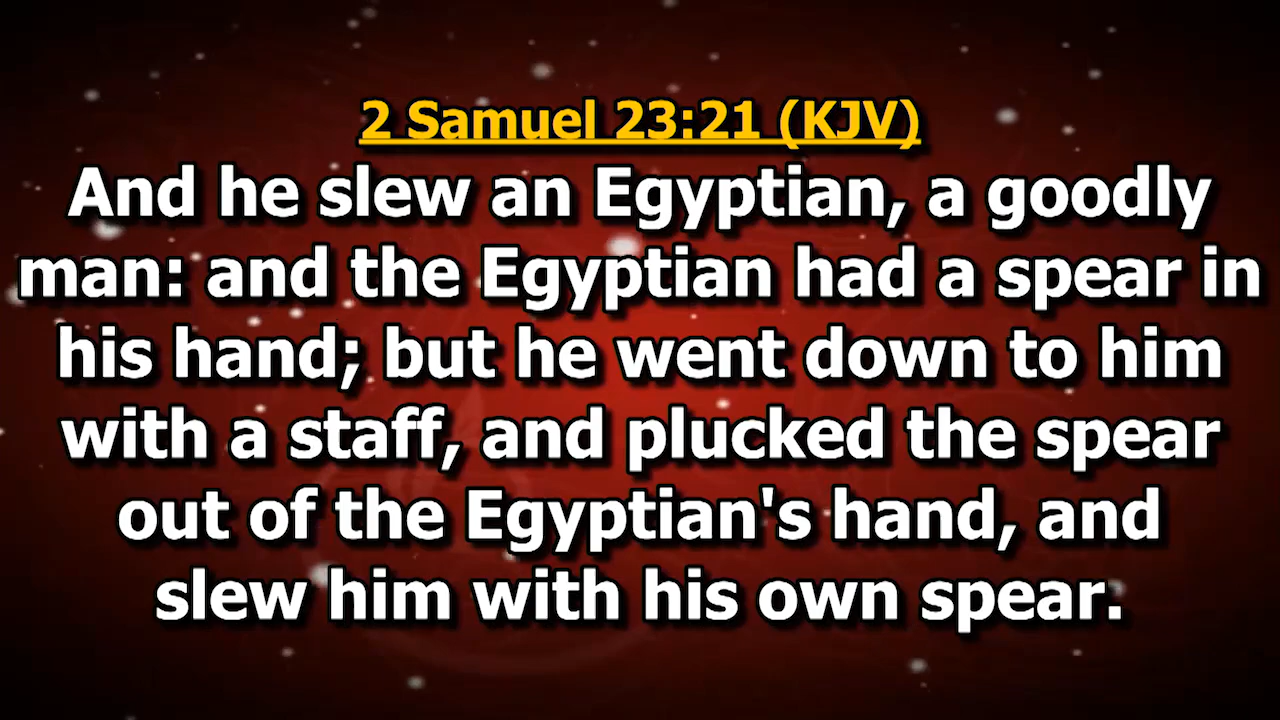 2 Samuel 23:21 (KJV)
And he slew an Egyptian, a goodly
man: and the Egyptian had a spear in
his hand; but he went down to him
with a staff, and plucked the spear
out of the Egyptian's hand, and
slew him with his own spear.